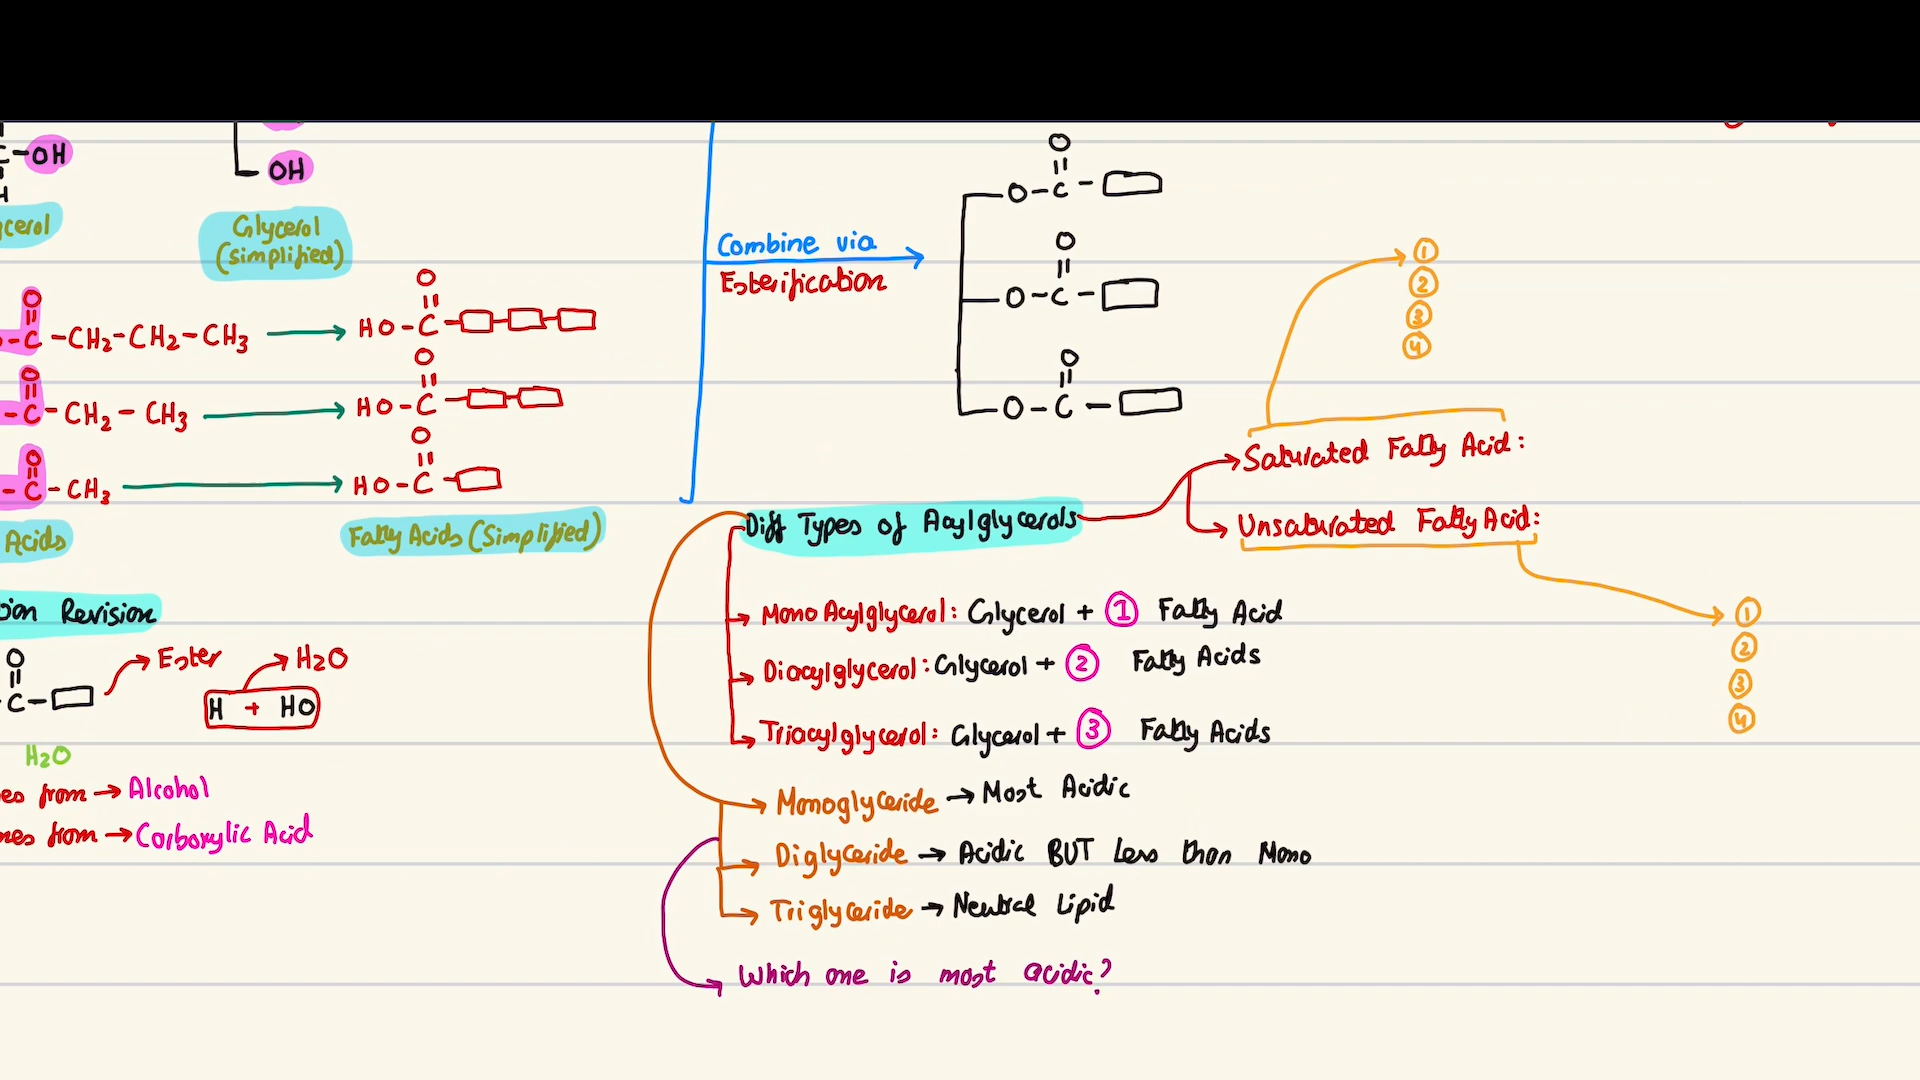 C-OH
H
OH
cerol
Glycerol
(simplified)
O
C -CH2-CH2-CH3
O
HO-C
O
C-CH2-CH3
O
HO-C
O
-C-CH3
O
HO-C
Acids
Fatty Acids (Simplified)
Combine via
Esterification
O
O-C-
O
O-C-
O
O-C-
1
2
3
4
Saturated Fatty Acid:
Unsaturated Fatty Acid:
1
2
3
4
Diff Types of Acylglycerols
Mono Acylglycerol: Glycerol + 1 Fatty Acid
Diacylglycerol: Glycerol + 2 Fatty Acids
Triacylglycerol: Glycerol + 3 Fatty Acids
Monoglyceride → Most Acidic
Diglyceride → Acidic BUT Less than Mono
Triglyceride → Neutral Lipid
Which one is most acidic?
ion Revision
O
C-
Ester
H2O
H + HO
H2O
es from → Alcohol
mes from → Carboxylic Acid